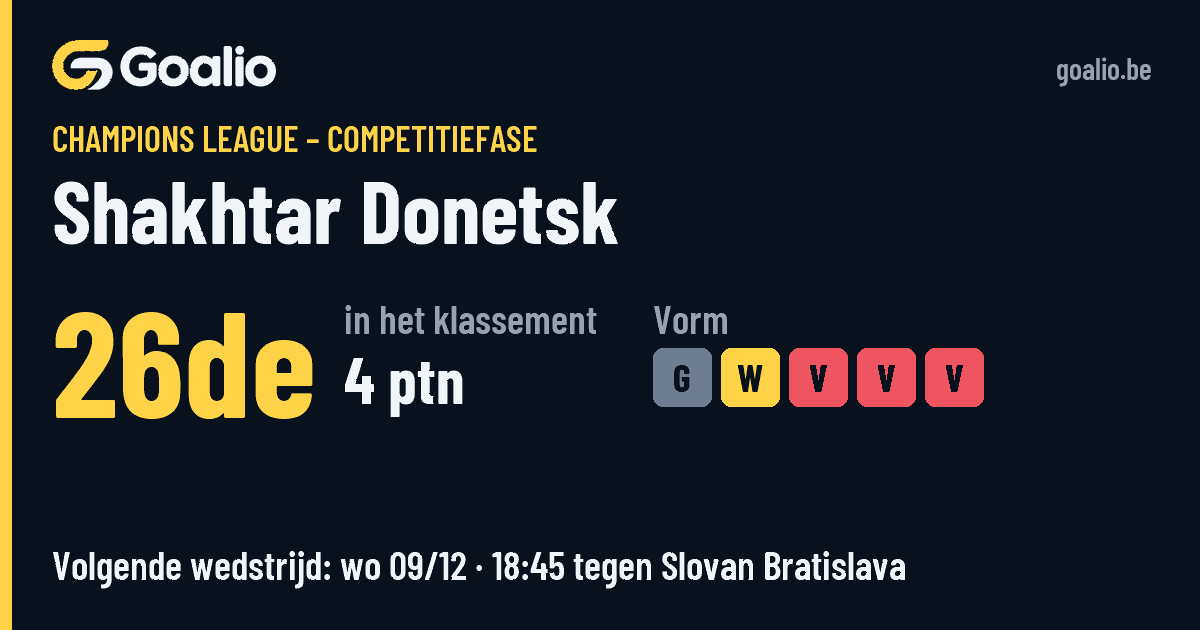 Goalio
goalio.be
CHAMPIONS LEAGUE – COMPETITIEFASE
Shakhtar Donetsk
26de
in het klassement
4 ptn
Vorm
G W V V V
Volgende wedstrijd: wo 09/12 · 18:45 tegen Slovan Bratislava